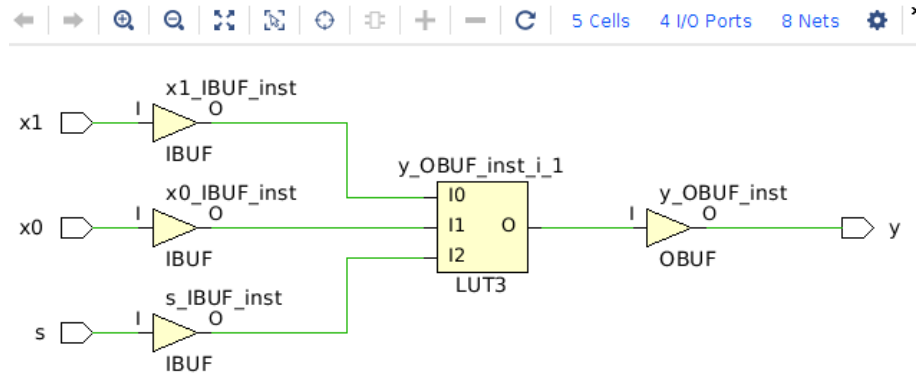 5 Cells 4 I/O Ports 8 Nets
x1_IBUF_inst
x1 I O
IBUF
y_OBUF_inst_i_1
x0_IBUF_inst
I0
y_OBUF_inst
x0 I O
I1 O
I O
y
IBUF
I2
OBUF
LUT3
s_IBUF_inst
s I O
IBUF